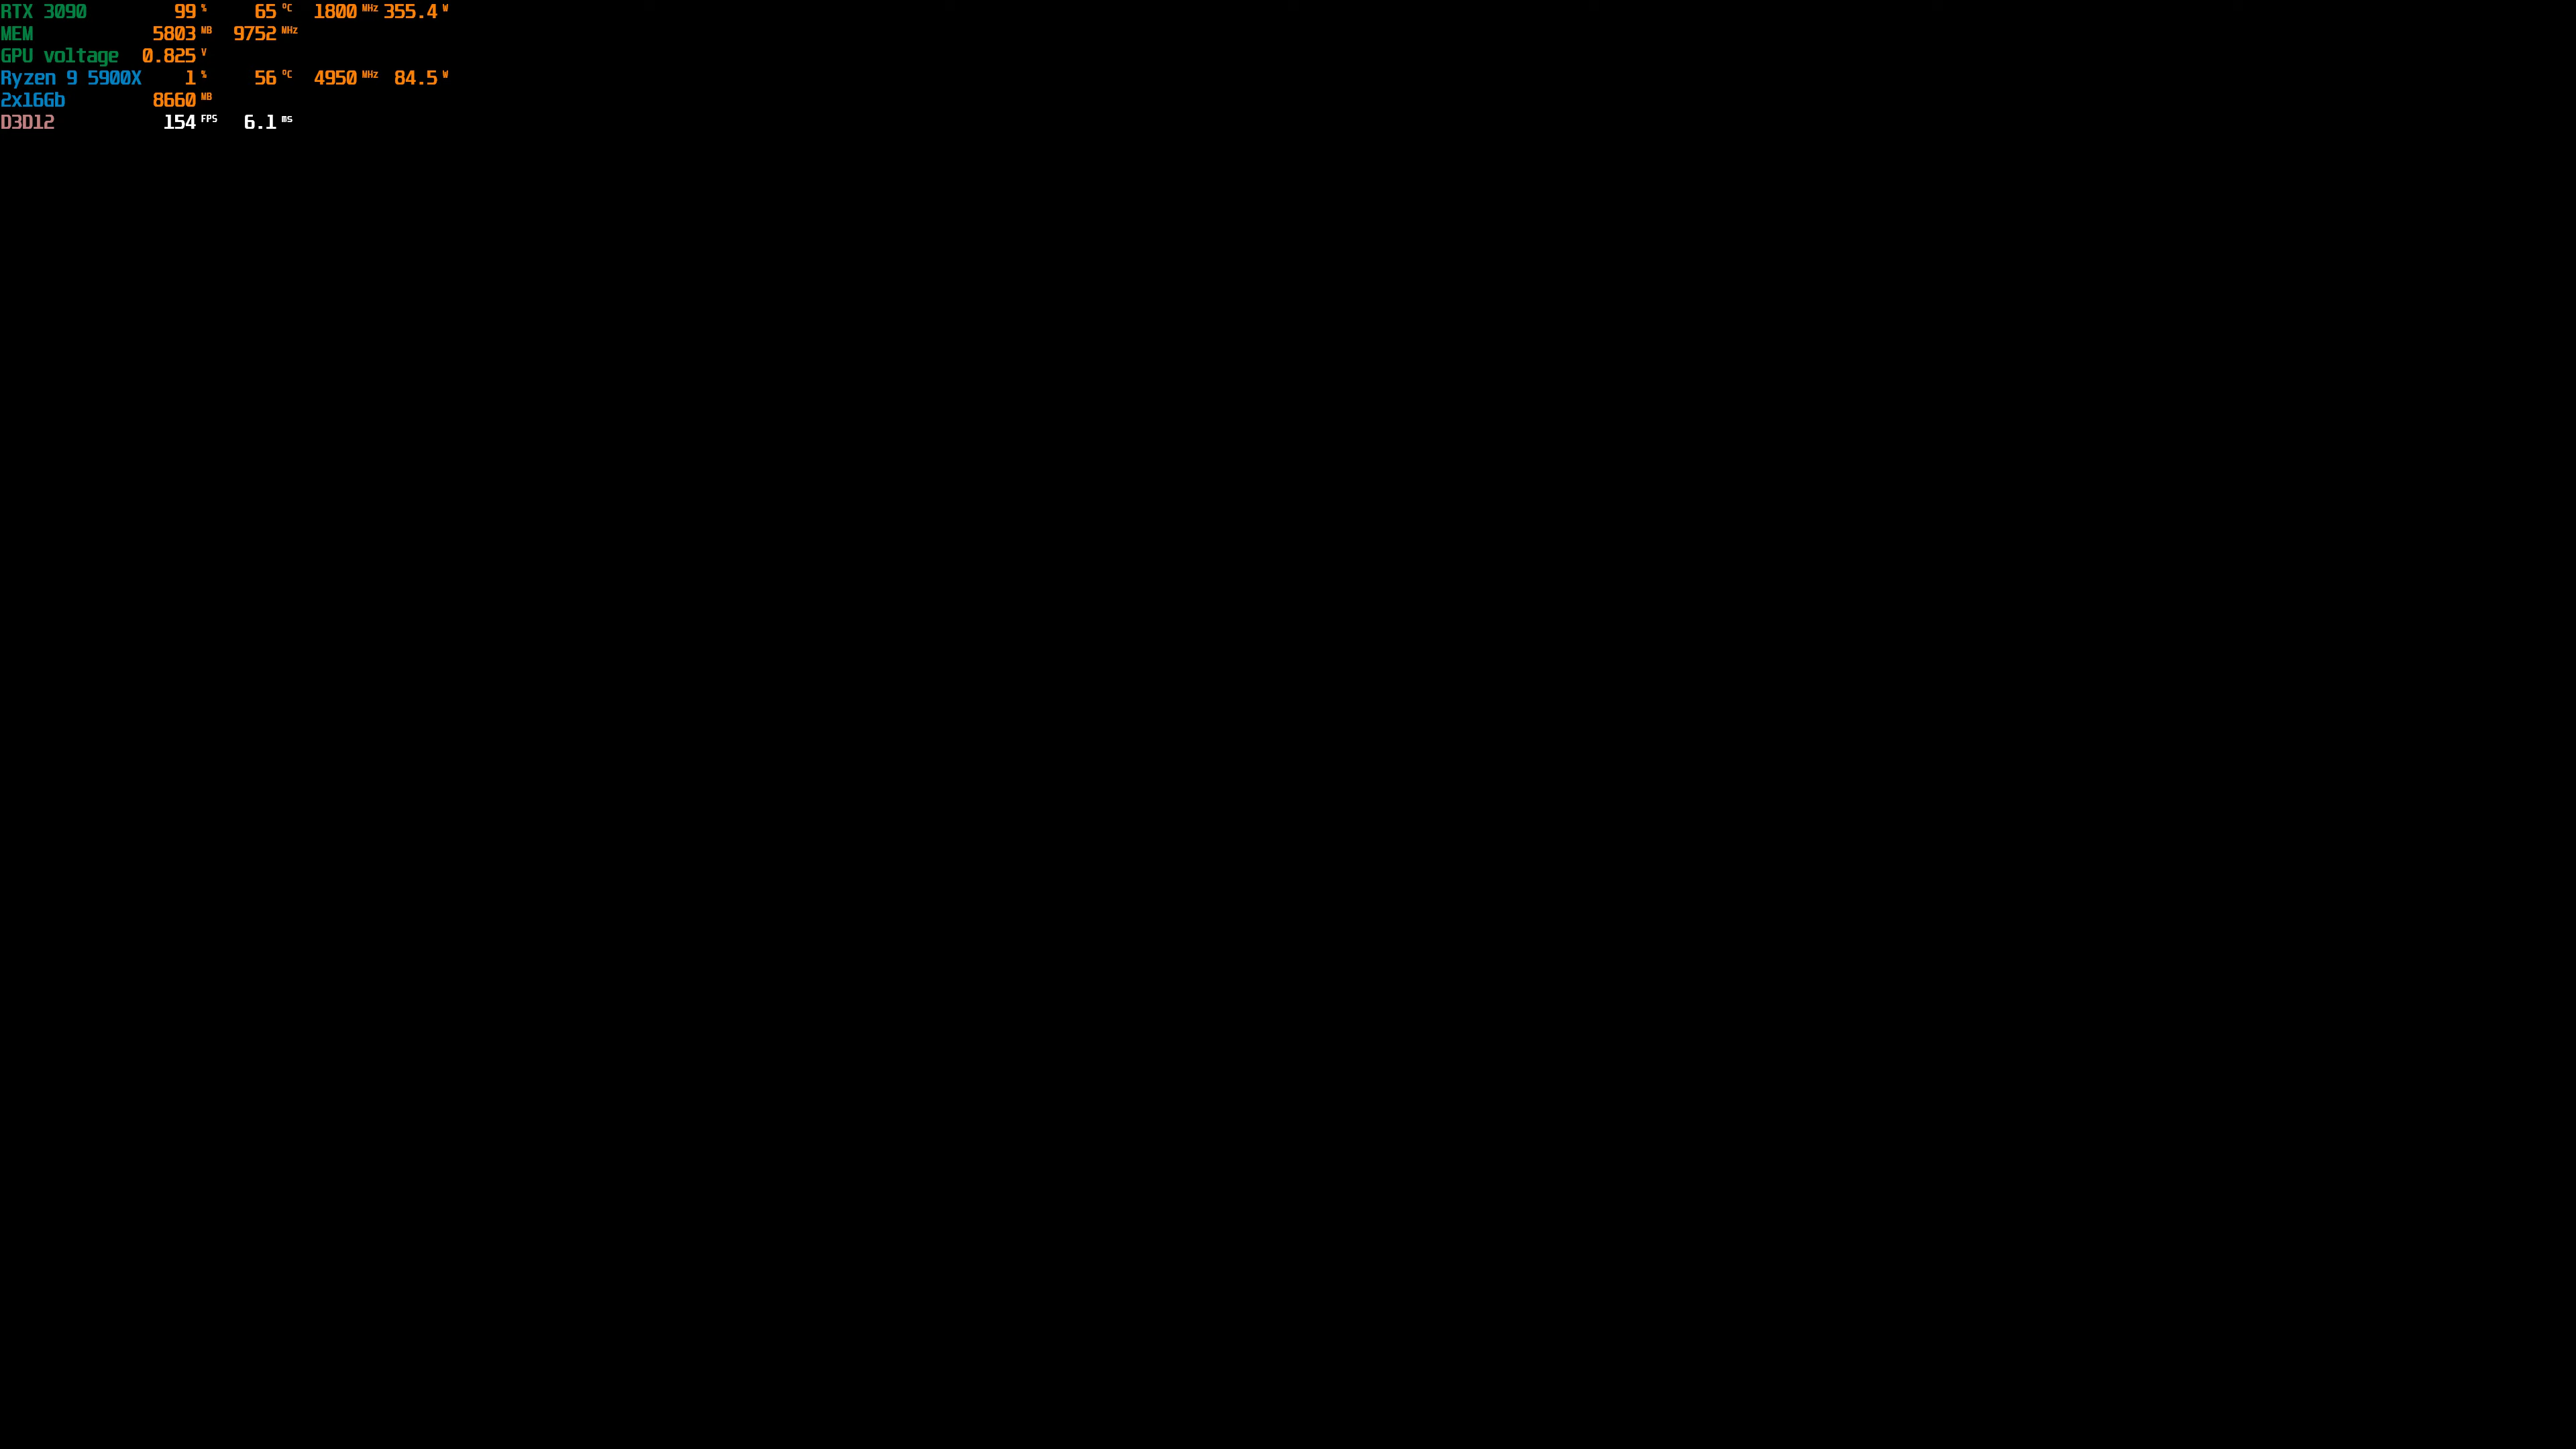 RTX 3090 99 % 65 °C 1800 MHz 355.4 W
MEM 5803 MB 9752 MHz
GPU voltage 0.825 V
Ryzen 9 5900X 1 % 56 °C 4950 MHz 84.5 W
2x16Gb 8660 MB
D3D12 154 FPS 6.1 ms